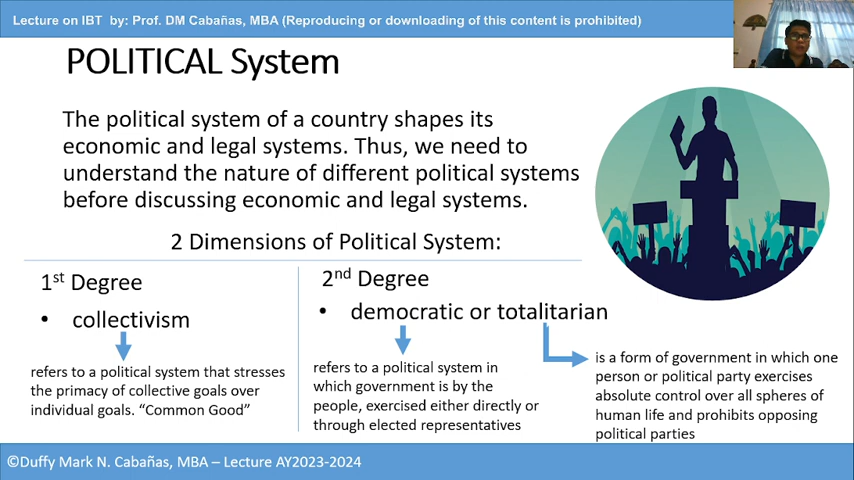 Lecture on IBT by: Prof. DM Cabañas, MBA (Reproducing or downloading of this content is prohibited)
POLITICAL System
The political system of a country shapes its
economic and legal systems. Thus, we need to
understand the nature of different political systems
before discussing economic and legal systems.
2 Dimensions of Political System:
1st Degree
• collectivism
refers to a political system that stresses
the primacy of collective goals over
individual goals. “Common Good”
2nd Degree
• democratic or totalitarian
refers to a political system in
which government is by the
people, exercised either directly or
through elected representatives
is a form of government in which one
person or political party exercises
absolute control over all spheres of
human life and prohibits opposing
political parties
©Duffy Mark N. Cabañas, MBA – Lecture AY2023-2024